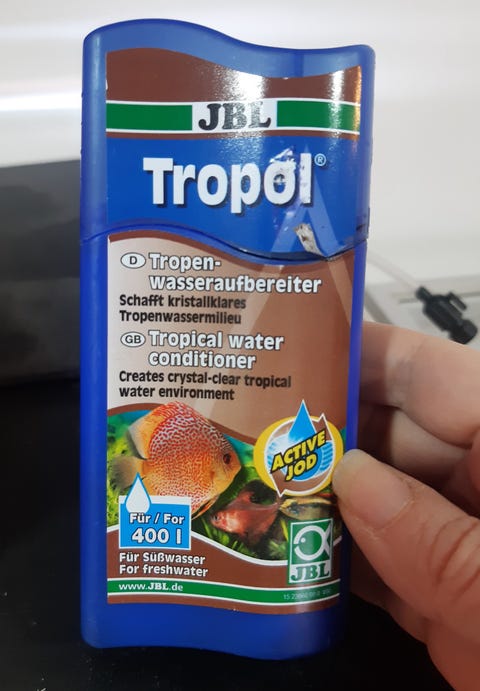 JBL
Tropol®
D Tropen-
wasseraufbereiter
Schafft kristallklares
Tropenwassermilieu
GB Tropical water
conditioner
Creates crystal-clear tropical
water environment
ACTIVE
JOD
Für / For
400 l
Für Süßwasser
For freshwater
JBL
www.JBL.de